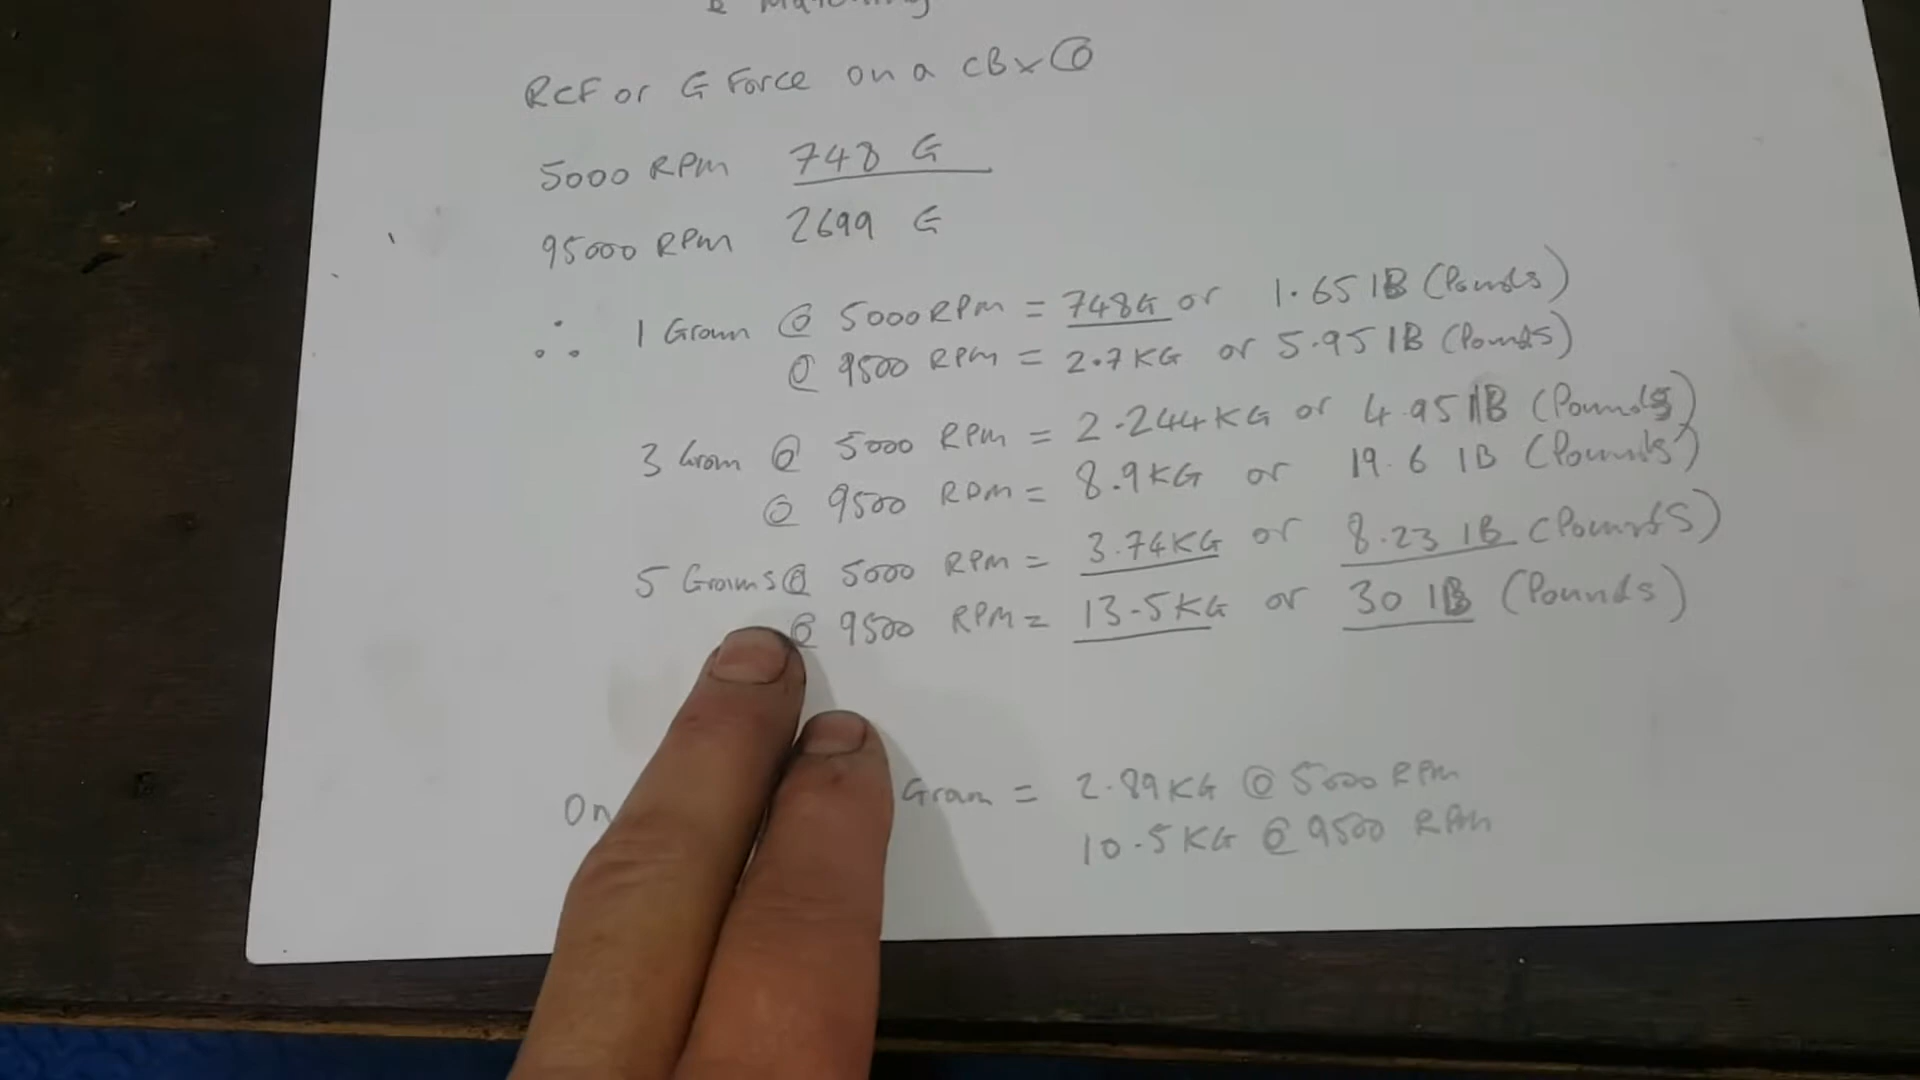 RCF or G Force on a CBX 6
5000 RPM 748 G
95000 RPM 2699 G
∴ 1 Gram @ 5000 RPM = 748G or 1.65 lB (Pounds)
@ 9500 RPM = 2.7KG or 5.95 lB (Pounds)
3 Gram @ 5000 RPM = 2.244KG or 4.95 lB (Pounds)
@ 9500 RPM = 8.9KG or 19.6 lB (Pounds)
5 Grams @ 5000 RPM = 3.74KG or 8.23 lB (Pounds)
@ 9500 RPM = 13.5KG or 30 lB (Pounds)
On Gram = 2.89KG @ 5000 RPM
10.5KG @ 9500 RPM